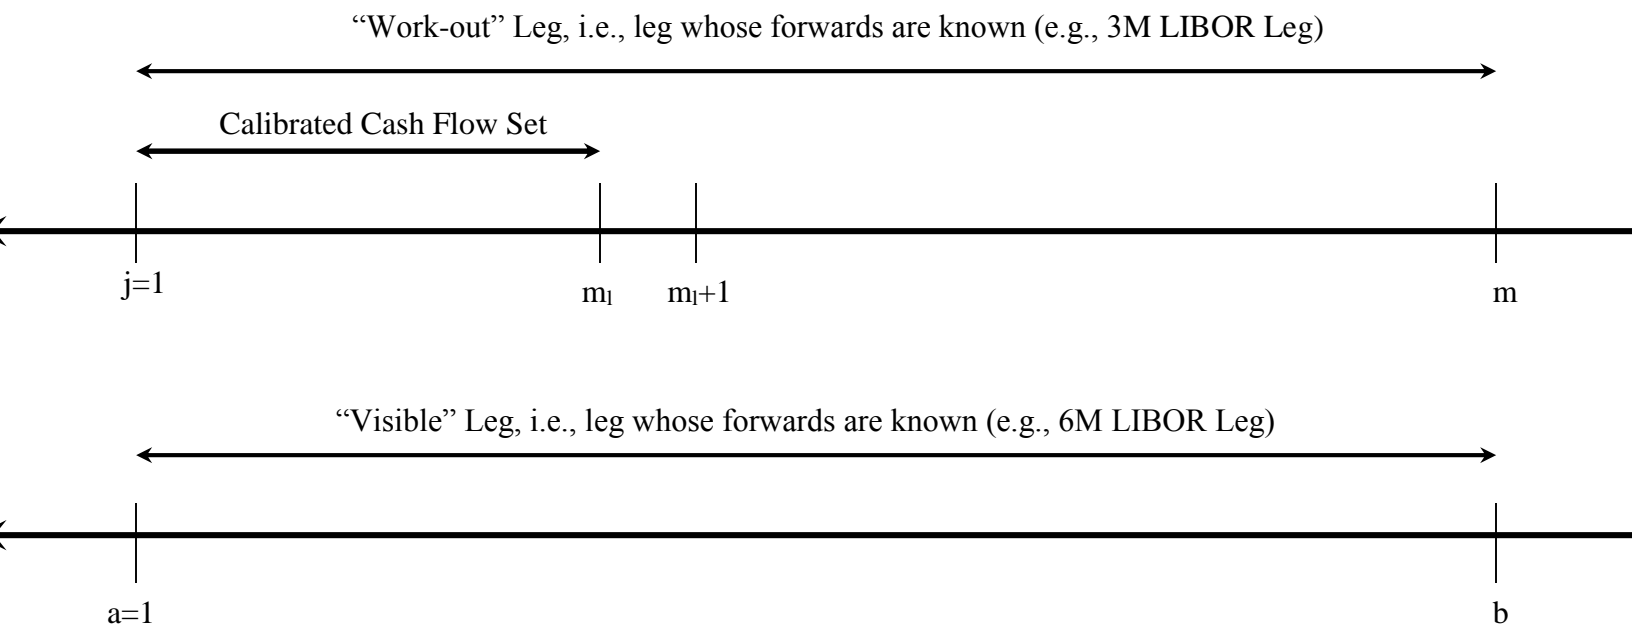 “Work-out” Leg, i.e., leg whose forwards are known (e.g., 3M LIBOR Leg)
Calibrated Cash Flow Set
j=1 mₗ mₗ+1 m
“Visible” Leg, i.e., leg whose forwards are known (e.g., 6M LIBOR Leg)
a=1 b